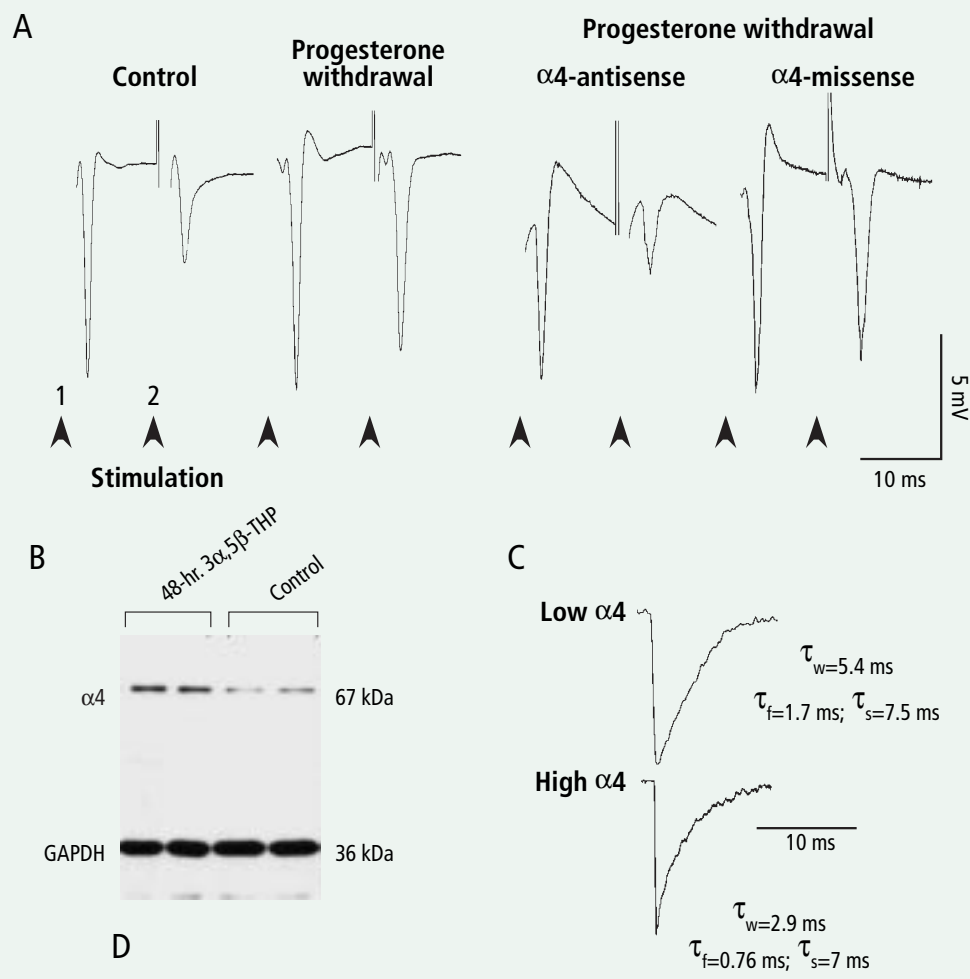 A
Control
Progesterone
withdrawal
Progesterone withdrawal
α4-antisense
α4-missense
1
2
Stimulation
5 mV
10 ms
B
48-hr. 3α,5β-THP
Control
α4
67 kDa
GAPDH
36 kDa
C
Low α4
τw=5.4 ms
τf=1.7 ms; τs=7.5 ms
High α4
10 ms
τw=2.9 ms
τf=0.76 ms; τs=7 ms
D